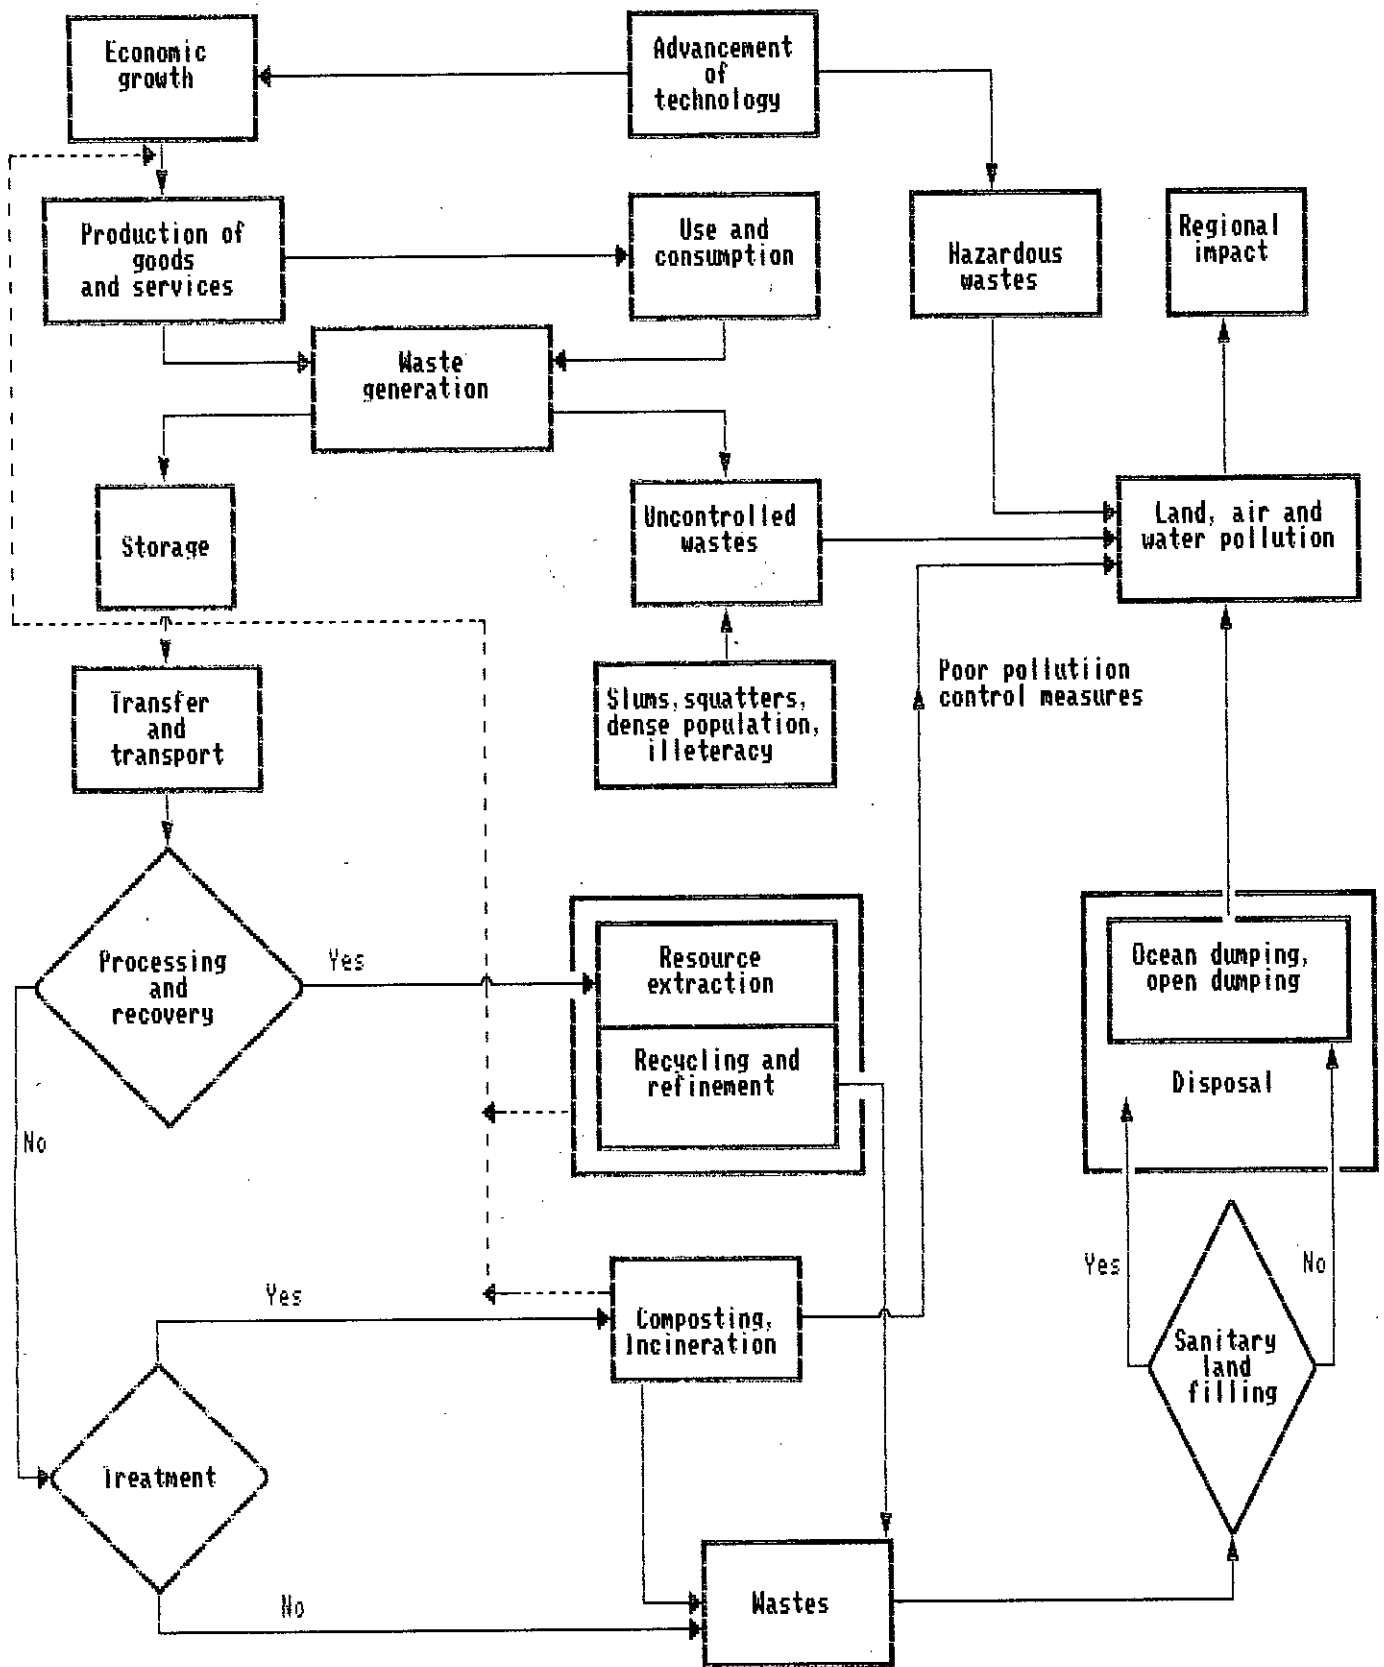 Economic
growth
Advancement
of
technology
Production of
goods
and services
Use and
consumption
Hazardous
wastes
Regional
impact
Waste
generation
Storage
Uncontrolled
wastes
Land, air and
water pollution
Transfer
and
transport
Slums, squatters,
dense population,
illeteracy
Poor pollutiion
control measures
Processing
and
recovery
Yes
No
Resource
extraction
Recycling and
refinement
Ocean dumping,
open dumping
Disposal
Yes
No
Sanitary
land
filling
Yes
Composting,
Incineration
Treatment
No
Wastes